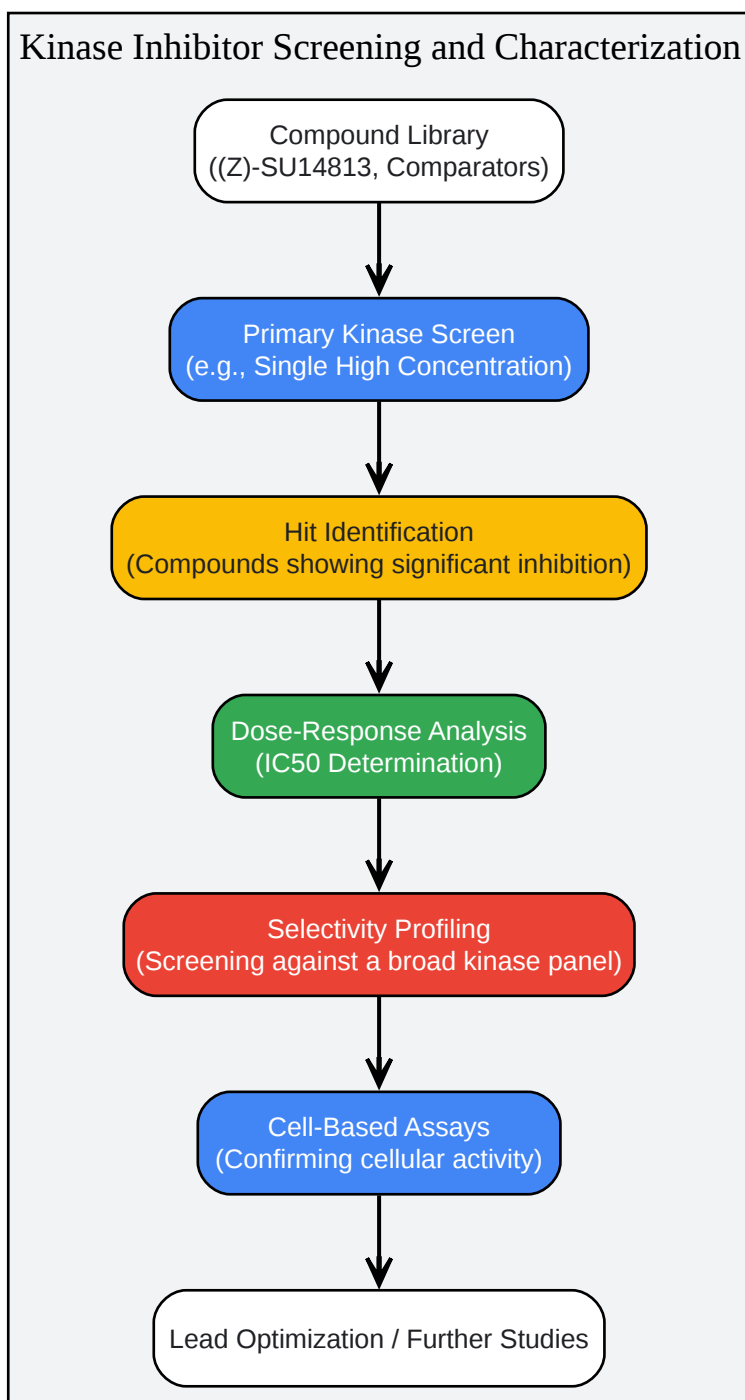 Kinase Inhibitor Screening and Characterization
Compound Library
((Z)-SU14813, Comparators)
Primary Kinase Screen
(e.g., Single High Concentration)
Hit Identification
(Compounds showing significant inhibition)
Dose-Response Analysis
(IC50 Determination)
Selectivity Profiling
(Screening against a broad kinase panel)
Cell-Based Assays
(Confirming cellular activity)
Lead Optimization / Further Studies